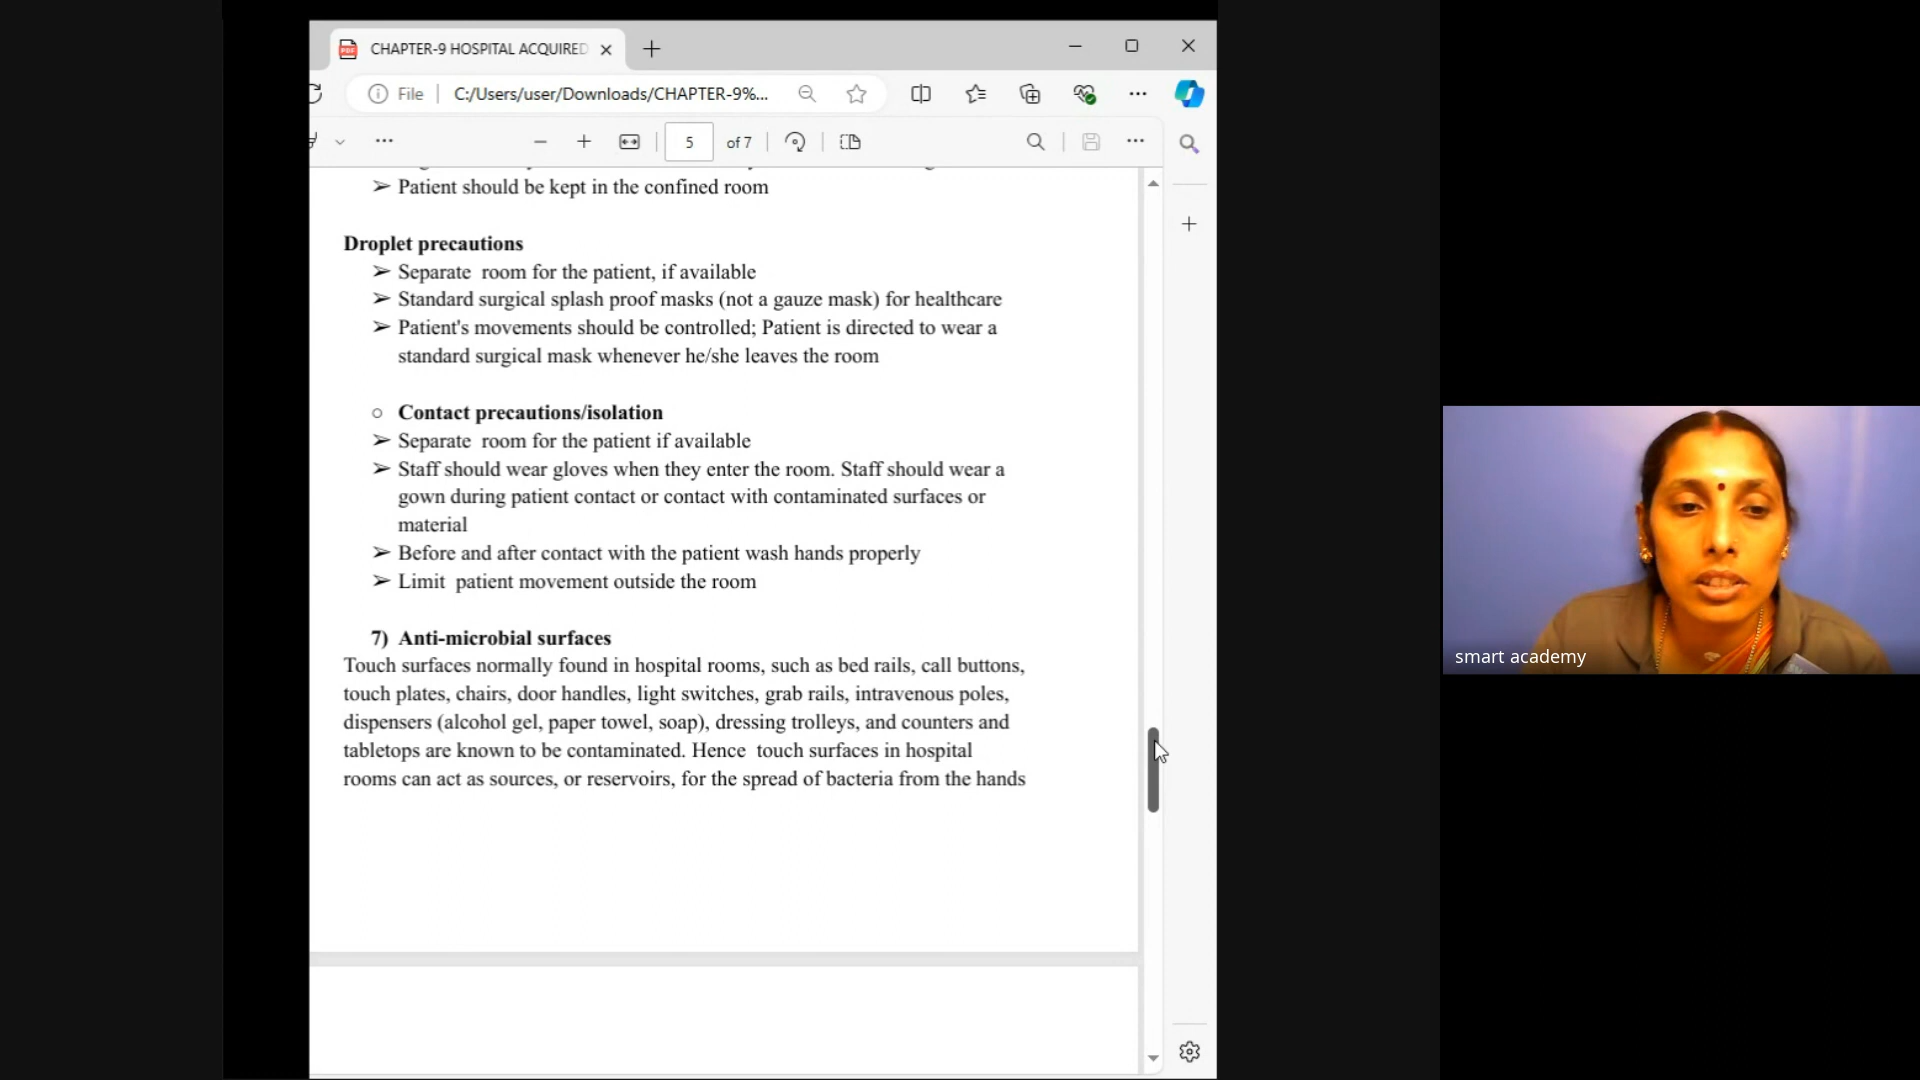 CHAPTER-9 HOSPITAL ACQUIRED
File
C:/Users/user/Downloads/CHAPTER-9%...
5 of 7
➢ Patient should be kept in the confined room
Droplet precautions
➢ Separate room for the patient, if available
➢ Standard surgical splash proof masks (not a gauze mask) for healthcare
➢ Patient's movements should be controlled; Patient is directed to wear a
standard surgical mask whenever he/she leaves the room
○ Contact precautions/isolation
➢ Separate room for the patient if available
➢ Staff should wear gloves when they enter the room. Staff should wear a
gown during patient contact or contact with contaminated surfaces or
material
➢ Before and after contact with the patient wash hands properly
➢ Limit patient movement outside the room
7) Anti-microbial surfaces
Touch surfaces normally found in hospital rooms, such as bed rails, call buttons,
touch plates, chairs, door handles, light switches, grab rails, intravenous poles,
dispensers (alcohol gel, paper towel, soap), dressing trolleys, and counters and
tabletops are known to be contaminated. Hence touch surfaces in hospital
rooms can act as sources, or reservoirs, for the spread of bacteria from the hands
smart academy